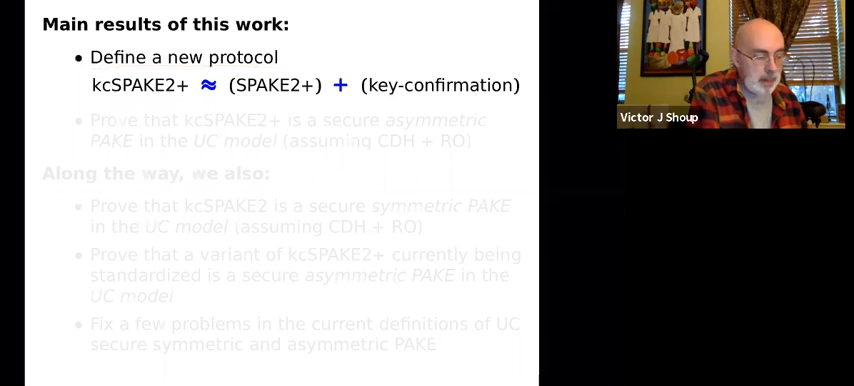 Main results of this work:
• Define a new protocol
kcSPAKE2+ ≈ (SPAKE2+) + (key-confirmation)
• Prove that kcSPAKE2+ is a secure asymmetric
PAKE in the UC model (assuming CDH + RO)
Along the way, we also:
• Prove that kcSPAKE2 is a secure symmetric PAKE
in the UC model (assuming CDH + RO)
• Prove that a variant of kcSPAKE2+ currently being
standardized is a secure asymmetric PAKE in the
UC model
• Fix a few problems in the current definitions of UC
secure symmetric and asymmetric PAKE
Victor J Shoup